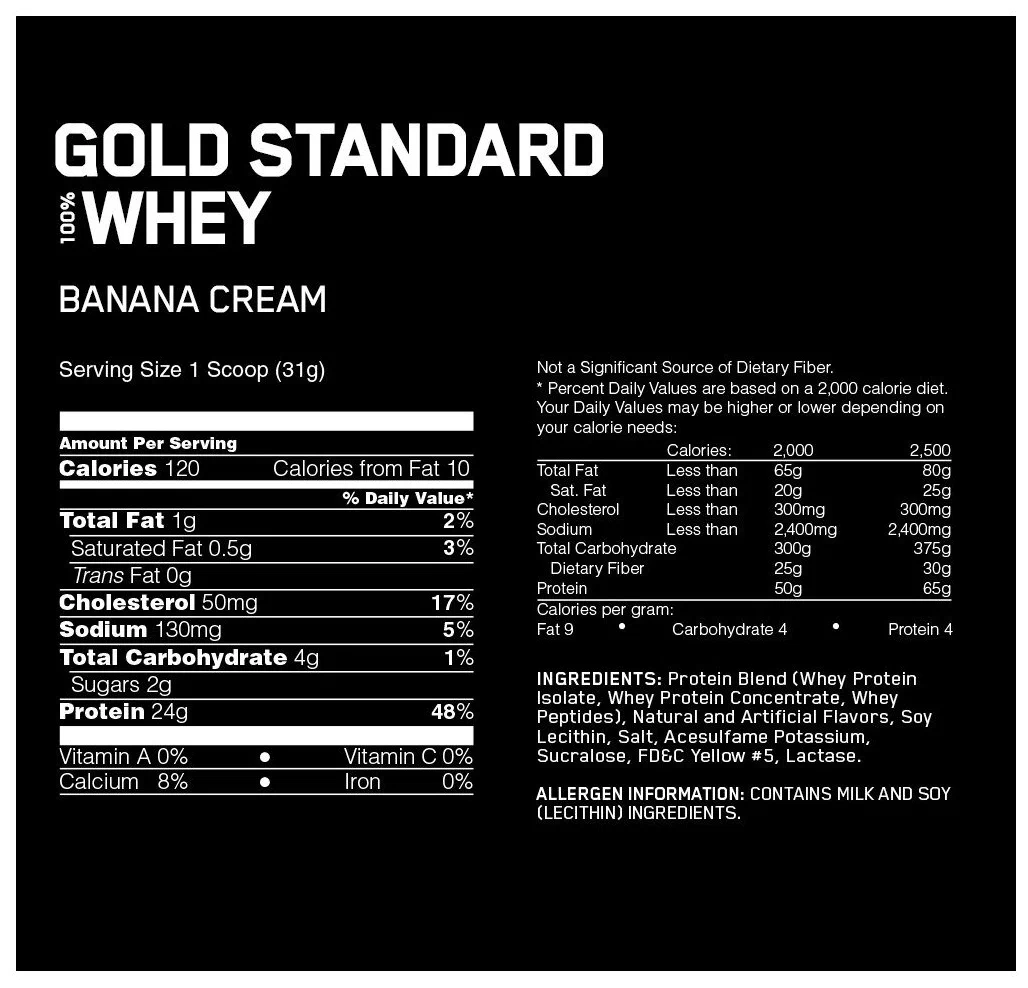 GOLD STANDARD
100% WHEY
BANANA CREAM
Serving Size 1 Scoop (31g)
Amount Per Serving
Calories 120 Calories from Fat 10
% Daily Value*
Total Fat 1g 2%
Saturated Fat 0.5g 3%
Trans Fat 0g
Cholesterol 50mg 17%
Sodium 130mg 5%
Total Carbohydrate 4g 1%
Sugars 2g
Protein 24g 48%
Vitamin A 0% • Vitamin C 0%
Calcium 8% • Iron 0%
Not a Significant Source of Dietary Fiber.
* Percent Daily Values are based on a 2,000 calorie diet.
Your Daily Values may be higher or lower depending on
your calorie needs:
Calories: 2,000 2,500
Total Fat Less than 65g 80g
Sat. Fat Less than 20g 25g
Cholesterol Less than 300mg 300mg
Sodium Less than 2,400mg 2,400mg
Total Carbohydrate 300g 375g
Dietary Fiber 25g 30g
Protein 50g 65g
Calories per gram:
Fat 9 • Carbohydrate 4 • Protein 4
INGREDIENTS: Protein Blend (Whey Protein
Isolate, Whey Protein Concentrate, Whey
Peptides), Natural and Artificial Flavors, Soy
Lecithin, Salt, Acesulfame Potassium,
Sucralose, FD&C Yellow #5, Lactase.
ALLERGEN INFORMATION: CONTAINS MILK AND SOY
(LECITHIN) INGREDIENTS.